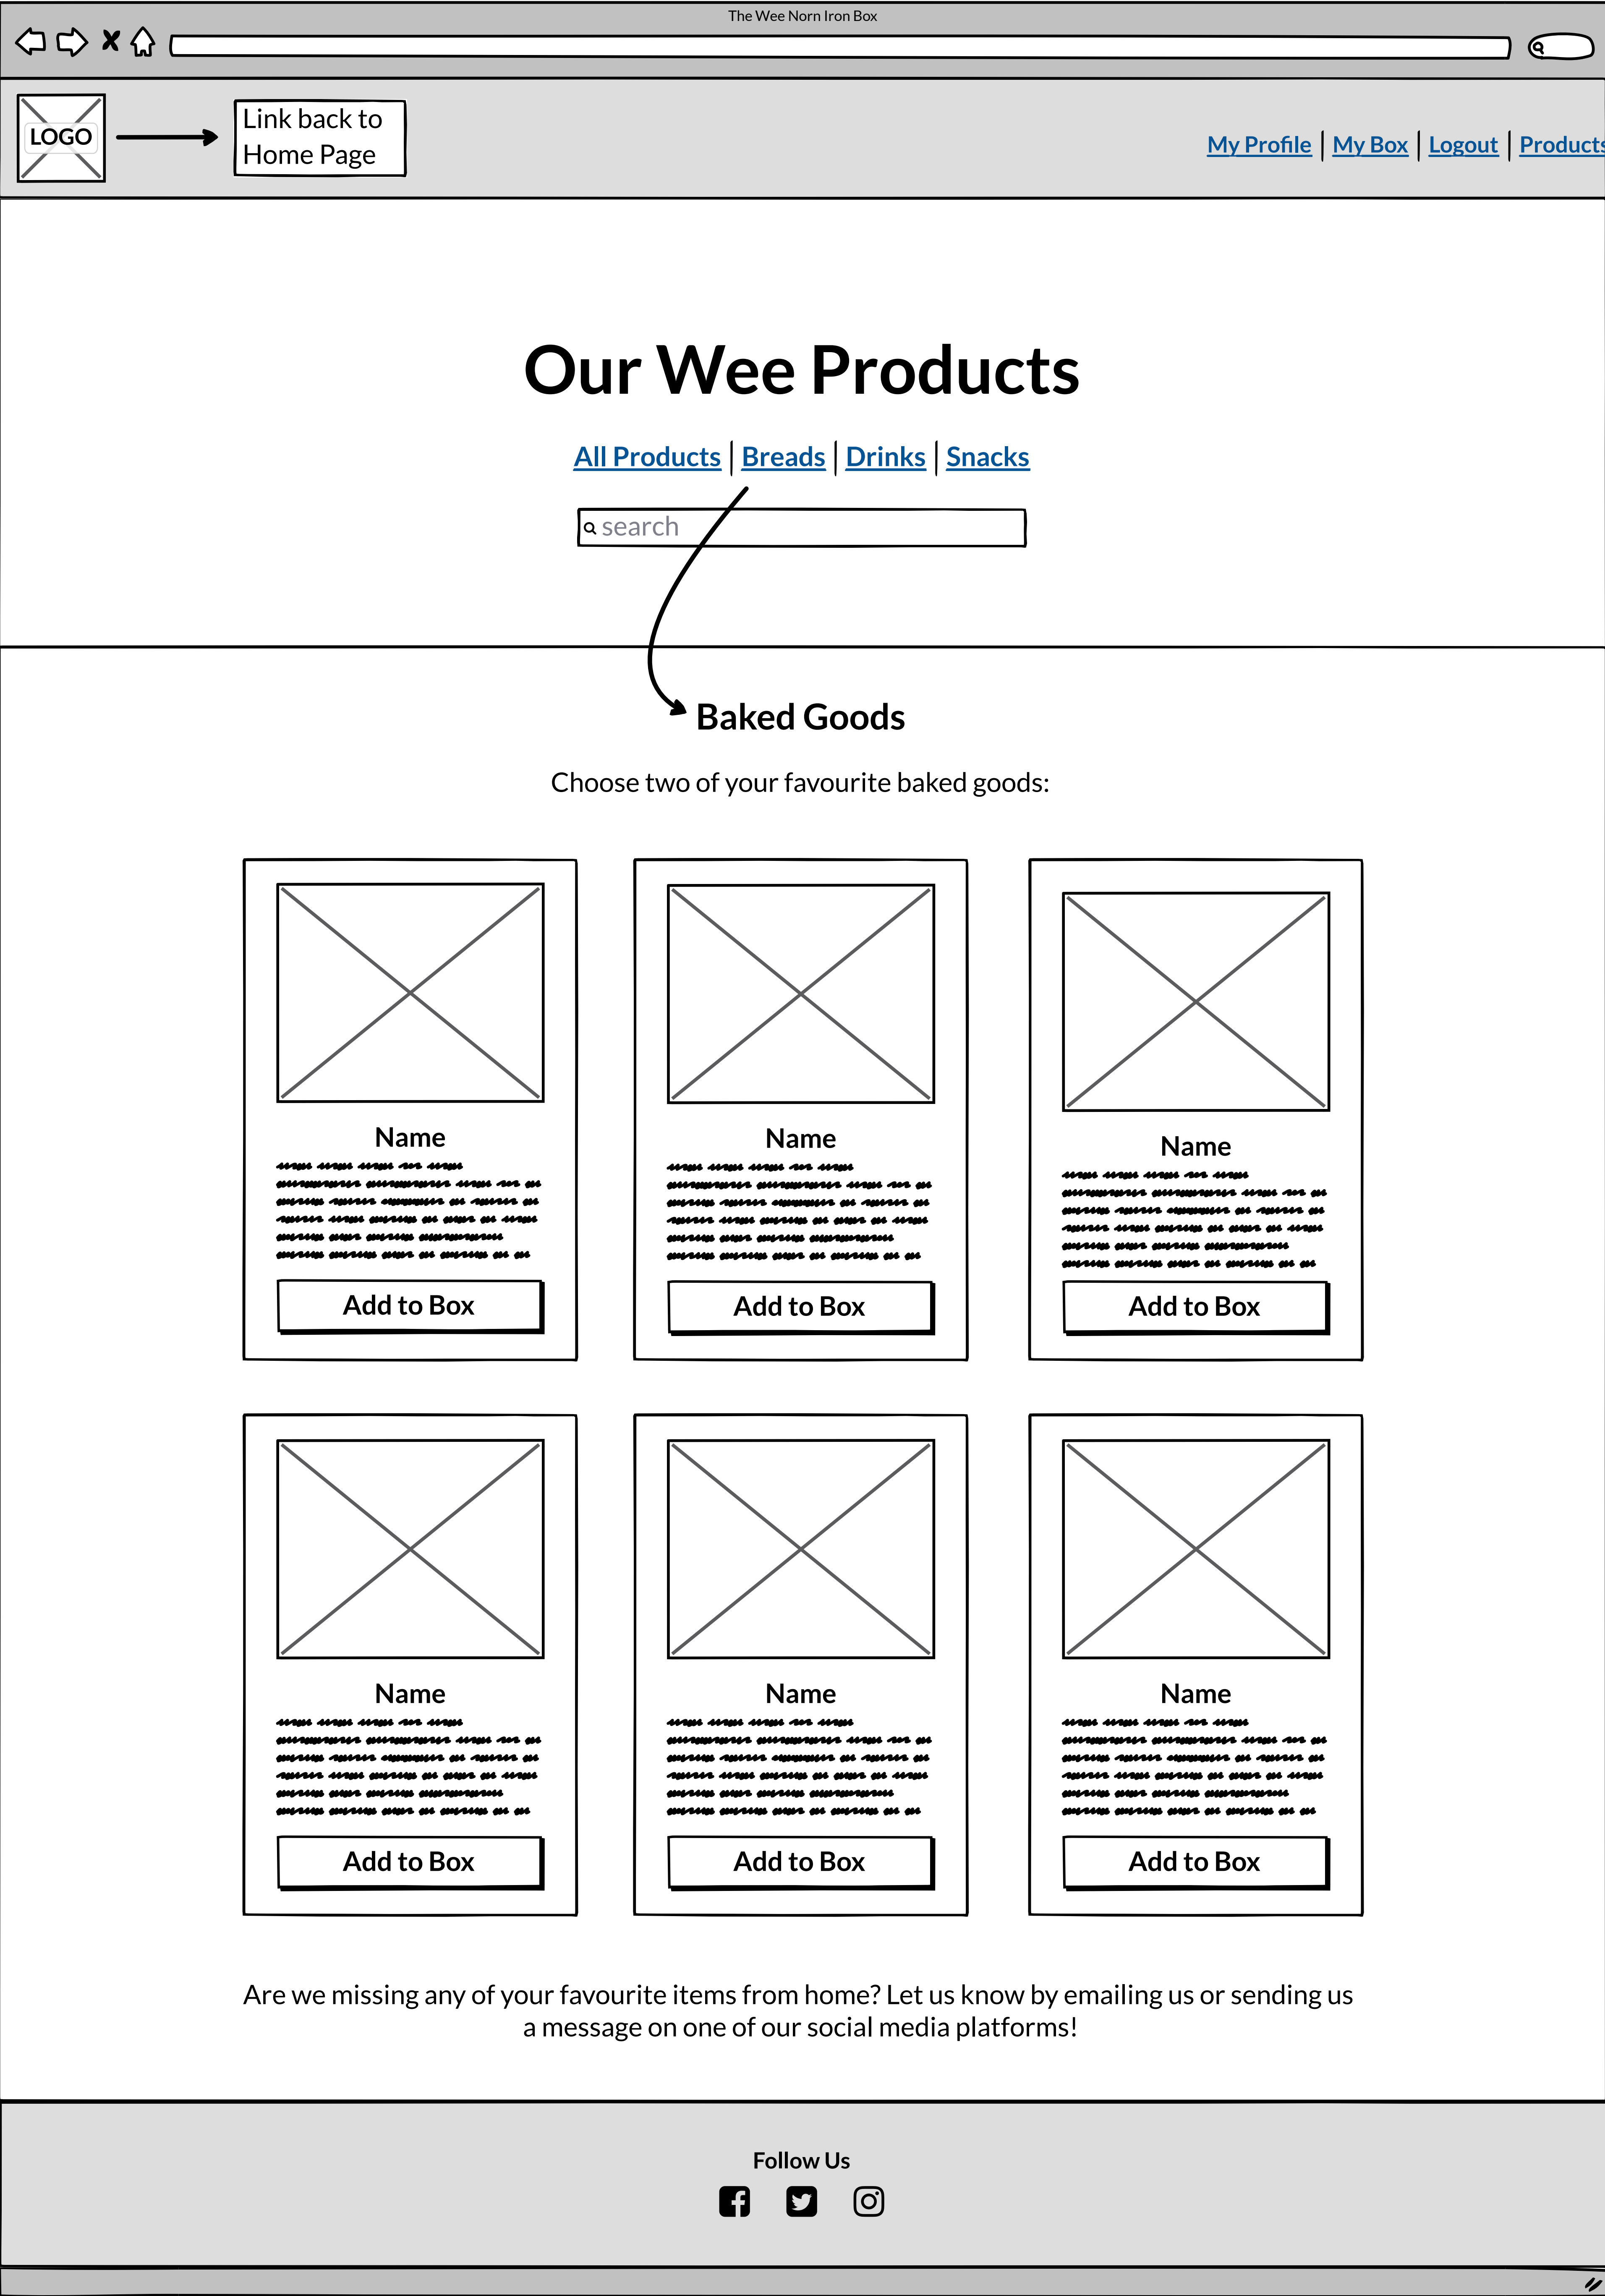 The Wee Norn Iron Box
LOGO
Link back to
Home Page
My Profile | My Box | Logout | Products
Our Wee Products
All Products | Breads | Drinks | Snacks
search
Baked Goods
Choose two of your favourite baked goods:
Name Name Name
Add to Box Add to Box Add to Box
Name Name Name
Add to Box Add to Box Add to Box
Are we missing any of your favourite items from home? Let us know by emailing us or sending us
a message on one of our social media platforms!
Follow Us